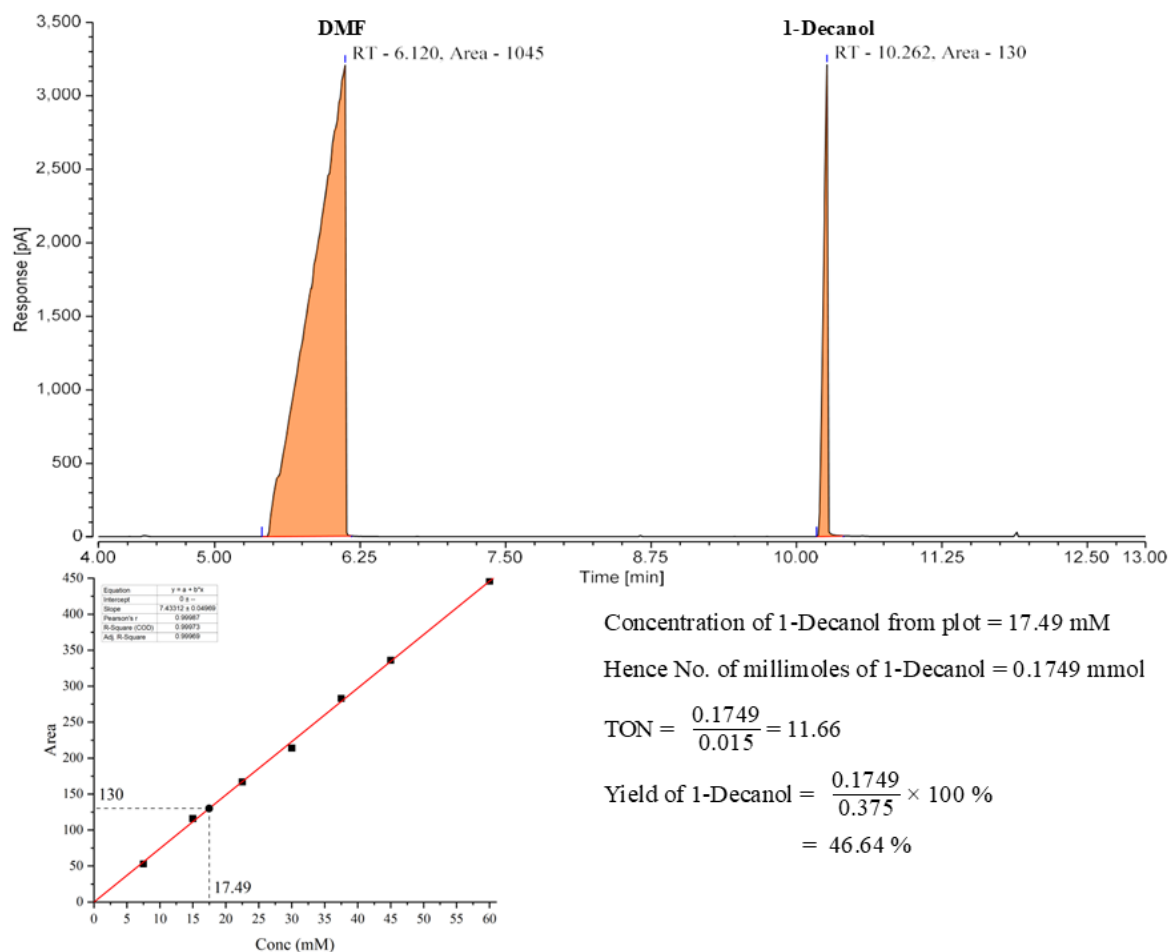 DMF
1-Decanol
RT - 6.120, Area - 1045
RT - 10.262, Area - 130
3,500
3,000
2,500
2,000
1,500
1,000
500
0
Response [pA]
4.00 5.00 6.25 7.50 8.75 10.00 11.25 12.50 13.00
Time [min]
450
400
350
300
250
200
150
100
50
0
Area
Equation y = a + b*x
Intercept 0 ± --
Slope 7.43312 ± 0.04969
Pearson's r 0.99987
R-Square (COD) 0.99973
Adj. R-Square 0.99969
130
17.49
0 5 10 15 20 25 30 35 40 45 50 55 60
Conc (mM)
Concentration of 1-Decanol from plot = 17.49 mM
Hence No. of millimoles of 1-Decanol = 0.1749 mmol
TON = 0.1749 / 0.015 = 11.66
Yield of 1-Decanol = 0.1749 / 0.375 × 100 %
= 46.64 %